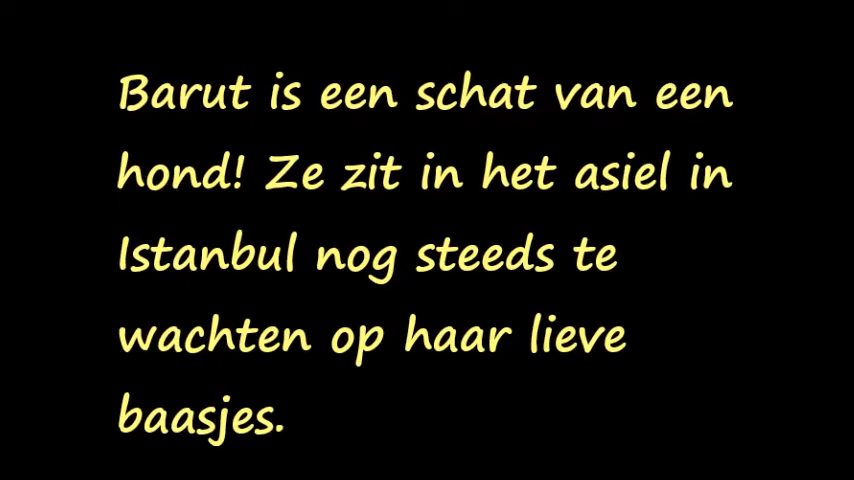 Barut is een schat van een
hond! Ze zit in het asiel in
Istanbul nog steeds te
wachten op haar lieve
baasjes.